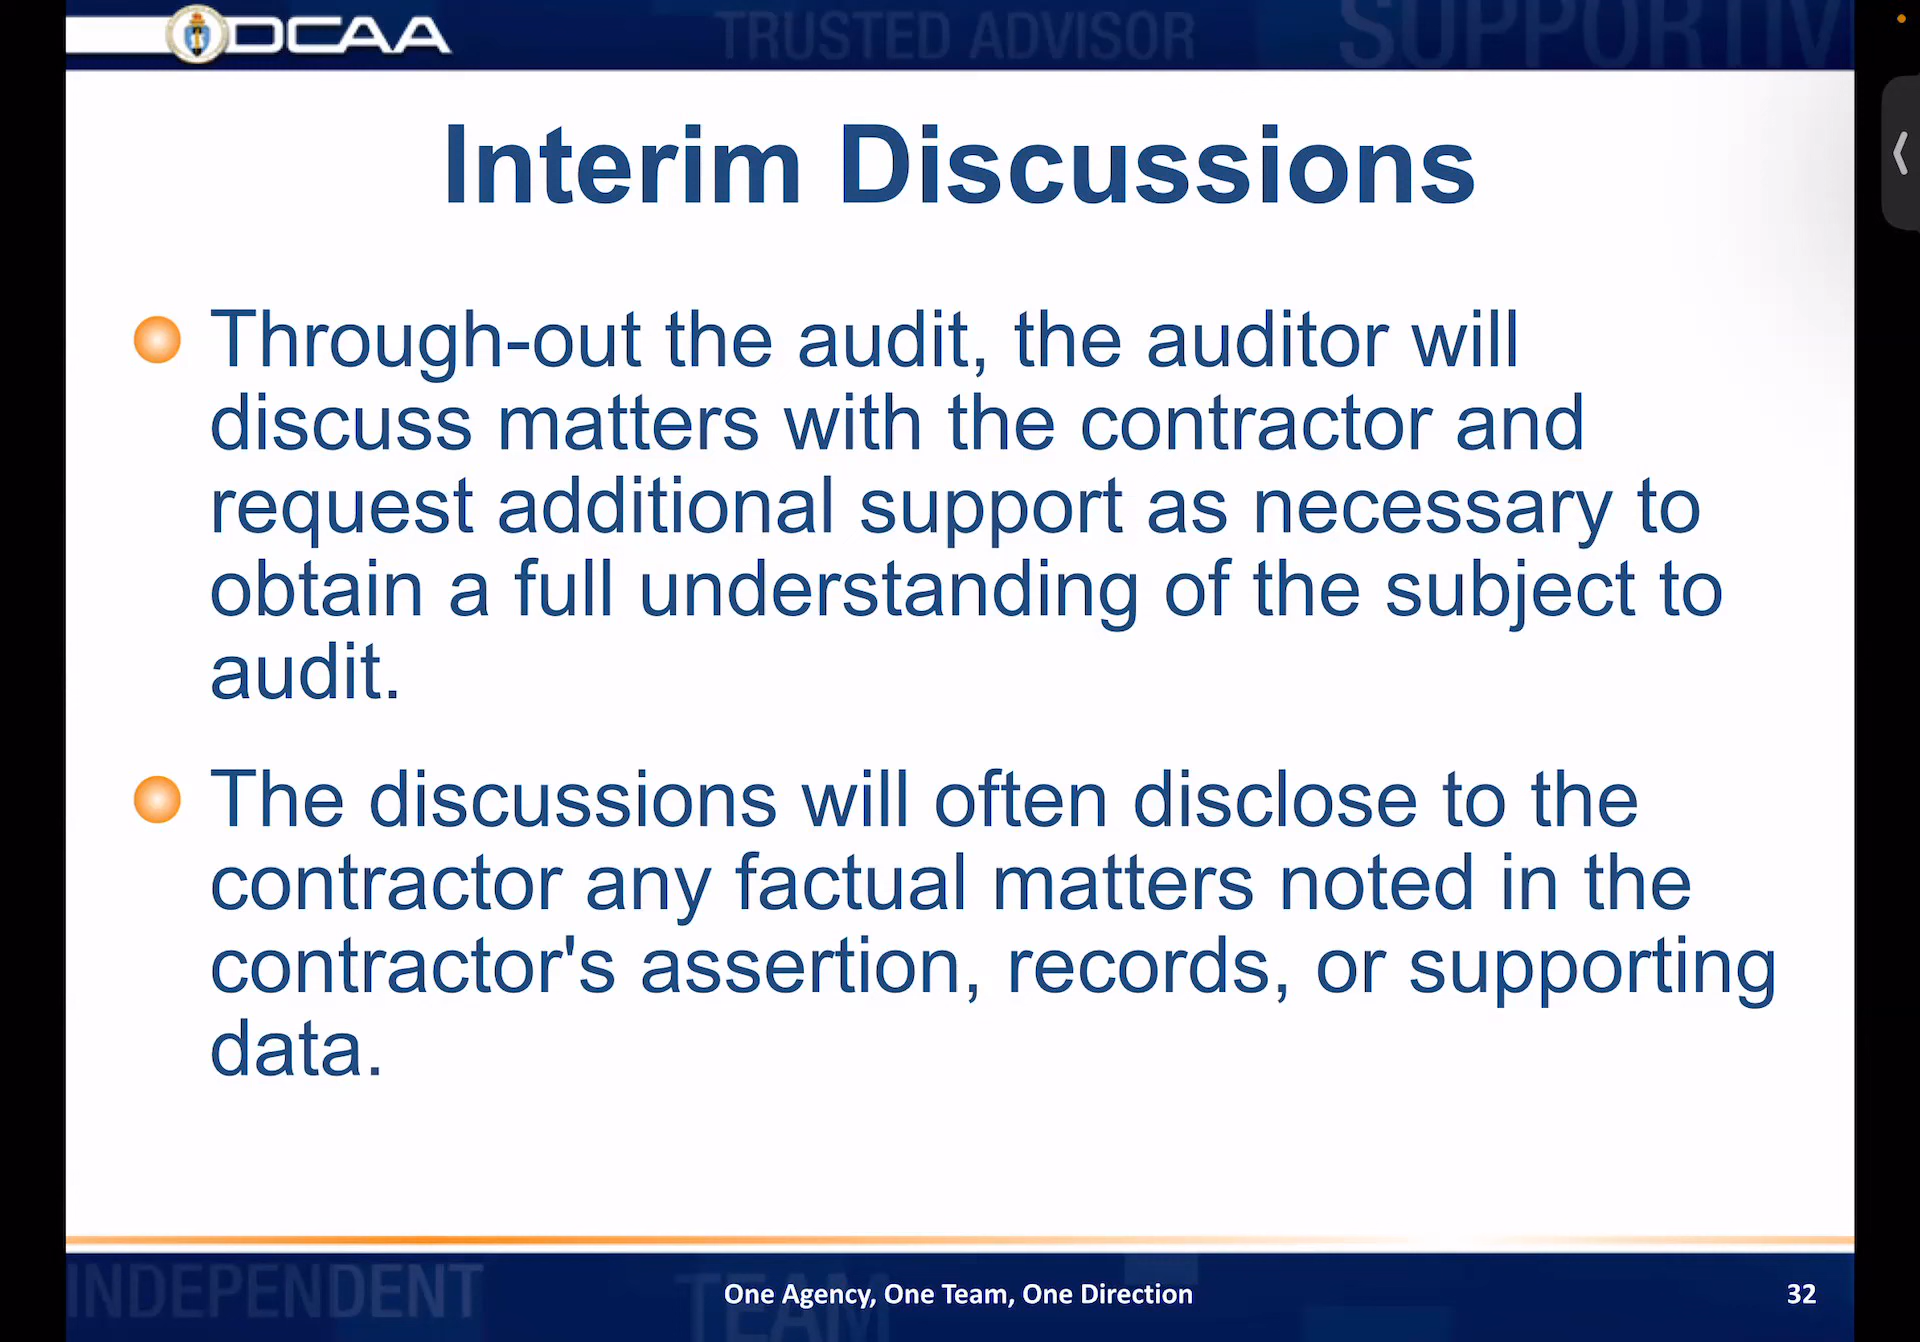 DCAA
TRUSTED ADVISOR
SUPPORTIV
Interim Discussions
Through-out the audit, the auditor will
discuss matters with the contractor and
request additional support as necessary to
obtain a full understanding of the subject to
audit.
The discussions will often disclose to the
contractor any factual matters noted in the
contractor's assertion, records, or supporting
data.
INDEPENDENT
TEAM
One Agency, One Team, One Direction
32